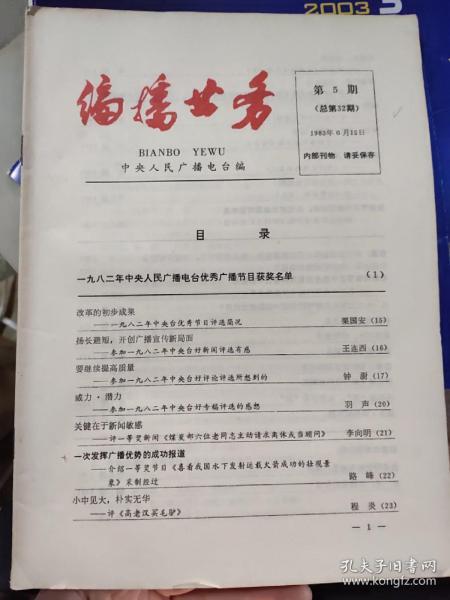 2003 5
编播业务
BIANBO YEWU
中央人民广播电台编
第 5 期
(总第32期)
1983年6月15日
内部刊物 请妥保存
目 录
一九八二年中央人民广播电台优秀广播节目获奖名单 (1)
改革的初步成果
——一九八二年中央台优秀节目评选简况 栗国安(15)
扬长避短，开创广播宣传新局面
——参加一九八二年中央台好新闻评选有感 王连西(16)
要继续提高质量
——参加一九八二年中央台好评论评选所想到的 钟 澍(17)
威力·潜力
——参加一九八二年中央台好专稿评选的感想 羽 声(20)
关键在于新闻敏感
——评一等奖新闻《煤炭部六位老同志主动请求离休或当顾问》 李向明(21)
一次发挥广播优势的成功报道
——介绍一等奖节目《喜看我国水下发射运载火箭成功的壮观景
象》采制经过 路 峰(22)
小中见大，朴实无华
——评《高老汉买毛驴》 程 炎(23)
— 1 —
孔夫子旧书网
kongfz.com